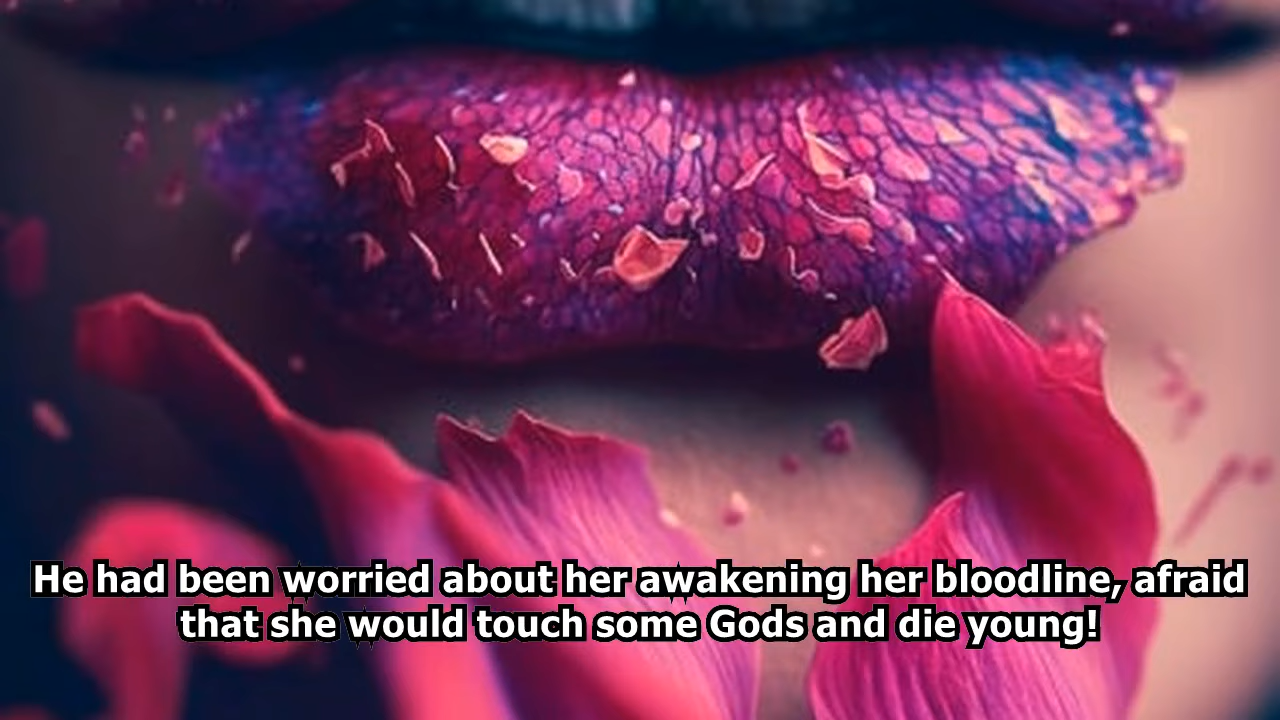 He had been worried about her awakening her bloodline, afraid
that she would touch some Gods and die young!